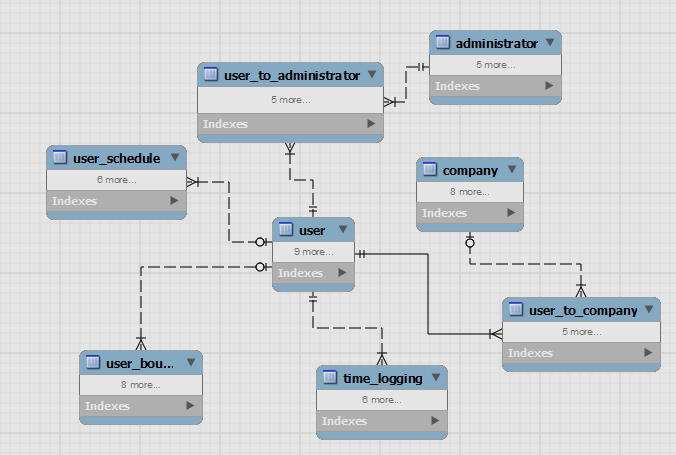 administrator
5 more...
Indexes
user_to_administrator
5 more...
Indexes
user_schedule
6 more...
Indexes
company
8 more...
Indexes
user
9 more...
Indexes
user_to_company
5 more...
Indexes
user_bou...
8 more...
Indexes
time_logging
6 more...
Indexes